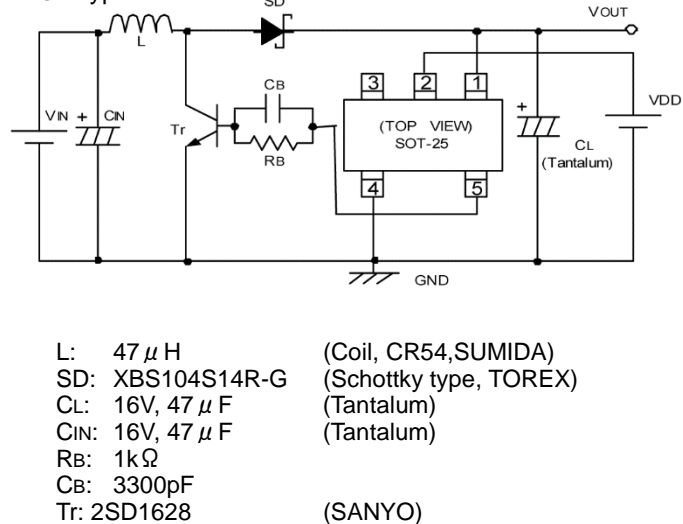 SD
VOUT
L
3 2 1
CB
VIN + CIN
VDD
Tr
(TOP VIEW)
SOT-25
+
RB
CL
(Tantalum)
4 5
GND
L: 47μH (Coil, CR54,SUMIDA)
SD: XBS104S14R-G (Schottky type, TOREX)
CL: 16V, 47μF (Tantalum)
CIN: 16V, 47μF (Tantalum)
RB: 1kΩ
CB: 3300pF
Tr: 2SD1628 (SANYO)